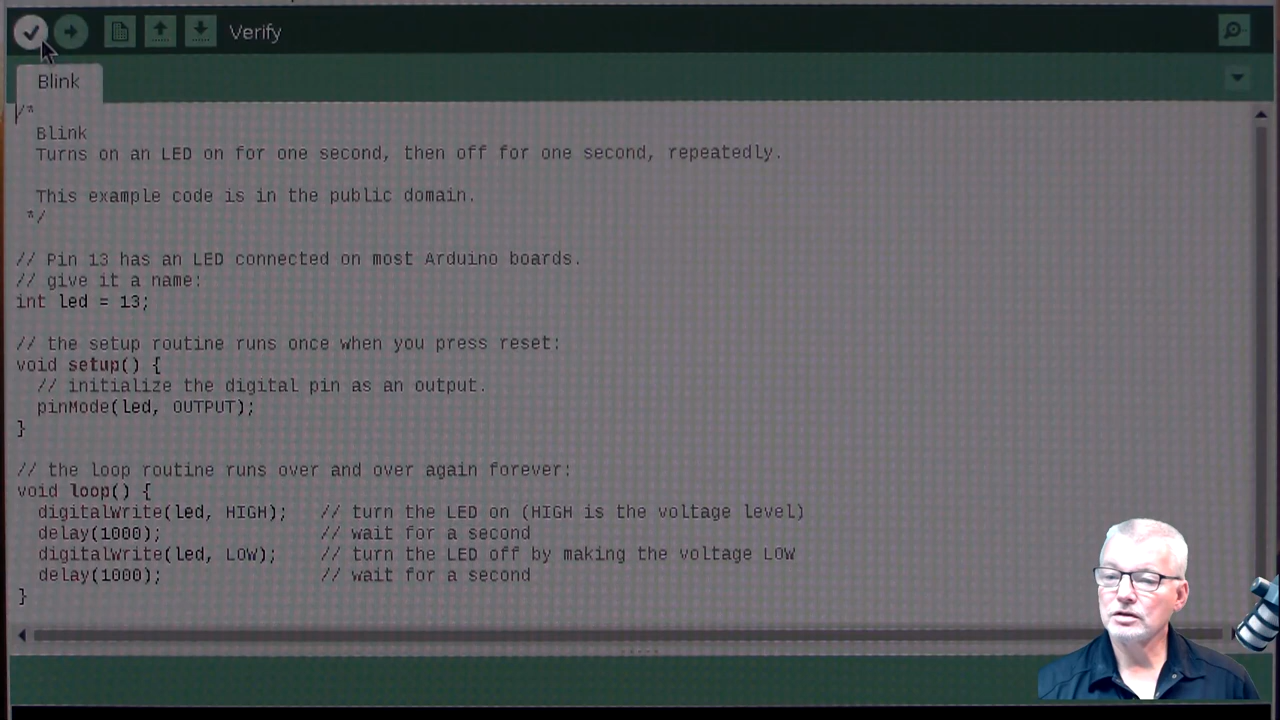 Verify
Blink
/*
Blink
Turns on an LED on for one second, then off for one second, repeatedly.
This example code is in the public domain.
*/
// Pin 13 has an LED connected on most Arduino boards.
// give it a name:
int led = 13;
// the setup routine runs once when you press reset:
void setup() {
// initialize the digital pin as an output.
pinMode(led, OUTPUT);
}
// the loop routine runs over and over again forever:
void loop() {
digitalWrite(led, HIGH);   // turn the LED on (HIGH is the voltage level)
delay(1000);               // wait for a second
digitalWrite(led, LOW);    // turn the LED off by making the voltage LOW
delay(1000);               // wait for a second
}